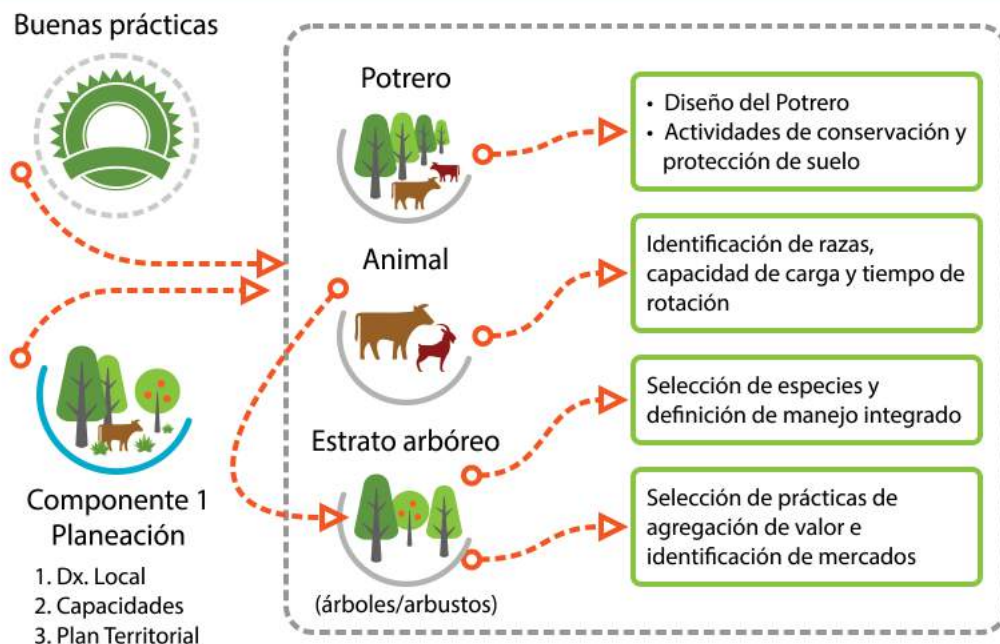 Buenas prácticas
Componente 1
Planeación
1. Dx. Local
2. Capacidades
3. Plan Territorial
Potrero
• Diseño del Potrero
• Actividades de conservación y
protección de suelo
Animal
Identificación de razas,
capacidad de carga y tiempo de
rotación
Estrato arbóreo
(árboles/arbustos)
Selección de especies y
definición de manejo integrado
Selección de prácticas de
agregación de valor e
identificación de mercados